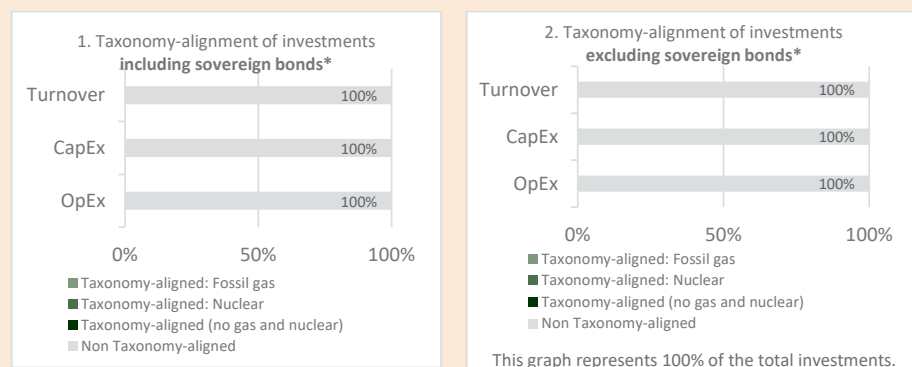 1. Taxonomy-alignment of investments
including sovereign bonds*
Turnover
100%
CapEx
100%
OpEx
100%
0%
50%
100%
Taxonomy-aligned: Fossil gas
Taxonomy-aligned: Nuclear
Taxonomy-aligned (no gas and nuclear)
Non Taxonomy-aligned
2. Taxonomy-alignment of investments
excluding sovereign bonds*
Turnover
100%
CapEx
100%
OpEx
100%
0%
50%
100%
Taxonomy-aligned: Fossil gas
Taxonomy-aligned: Nuclear
Taxonomy-aligned (no gas and nuclear)
Non Taxonomy-aligned
This graph represents 100% of the total investments.